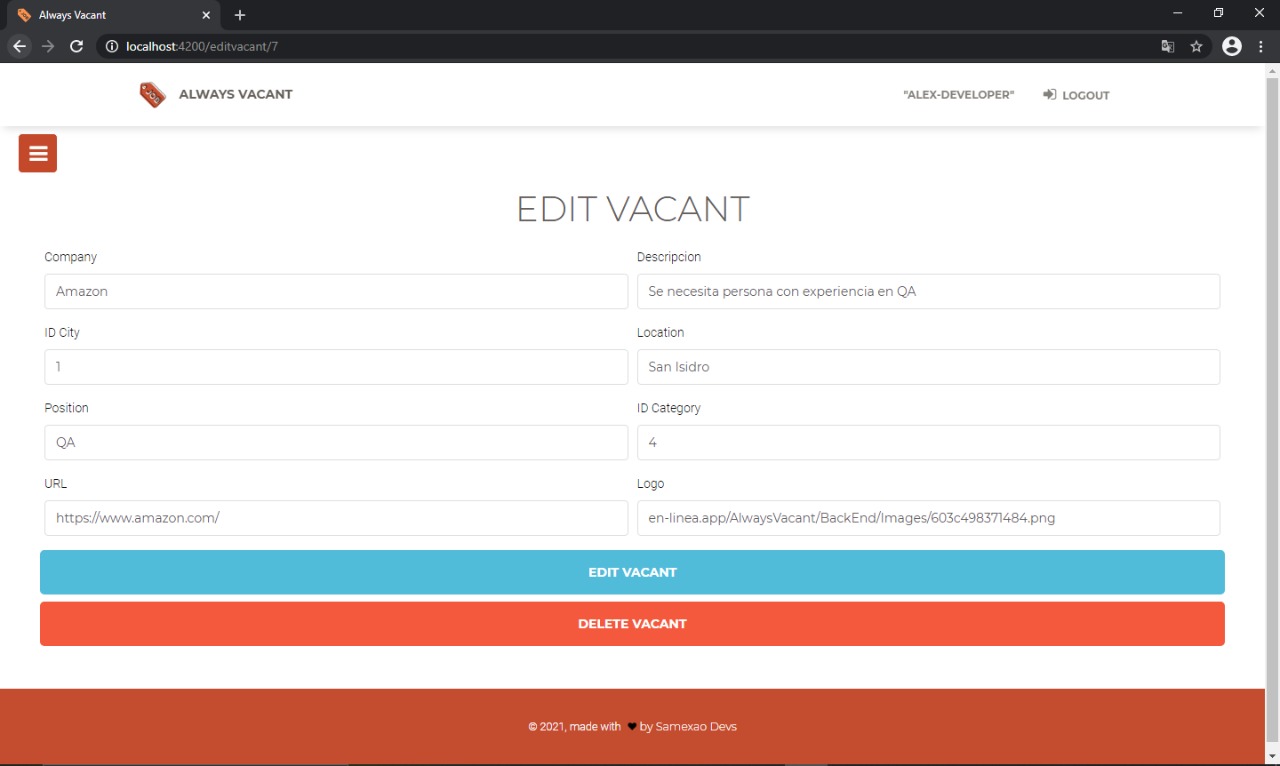 Always Vacant
localhost:4200/editvacant/7
ALWAYS VACANT
"ALEX-DEVELOPER"
LOGOUT
EDIT VACANT
Company
Descripcion
Amazon
Se necesita persona con experiencia en QA
ID City
Location
1
San Isidro
Position
ID Category
QA
4
URL
Logo
https://www.amazon.com/
en-linea.app/AlwaysVacant/BackEnd/Images/603c498371484.png
EDIT VACANT
DELETE VACANT
© 2021, made with ♥ by Samexao Devs